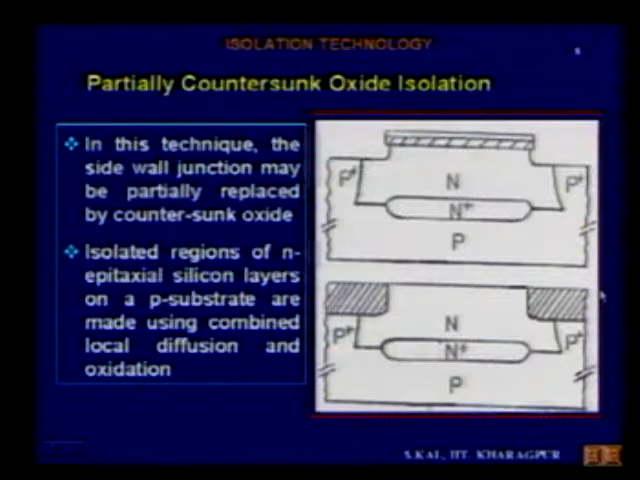 ISOLATION TECHNOLOGY
Partially Countersunk Oxide Isolation
In this technique, the
side wall junction may
be partially replaced
by counter-sunk oxide
Isolated regions of n-
epitaxial silicon layers
on a p-substrate are
made using combined
local diffusion and
oxidation
P+ N P+
N+
P
N
P+ N+ P+
P
S.KAL, IIT. KHARAGPUR